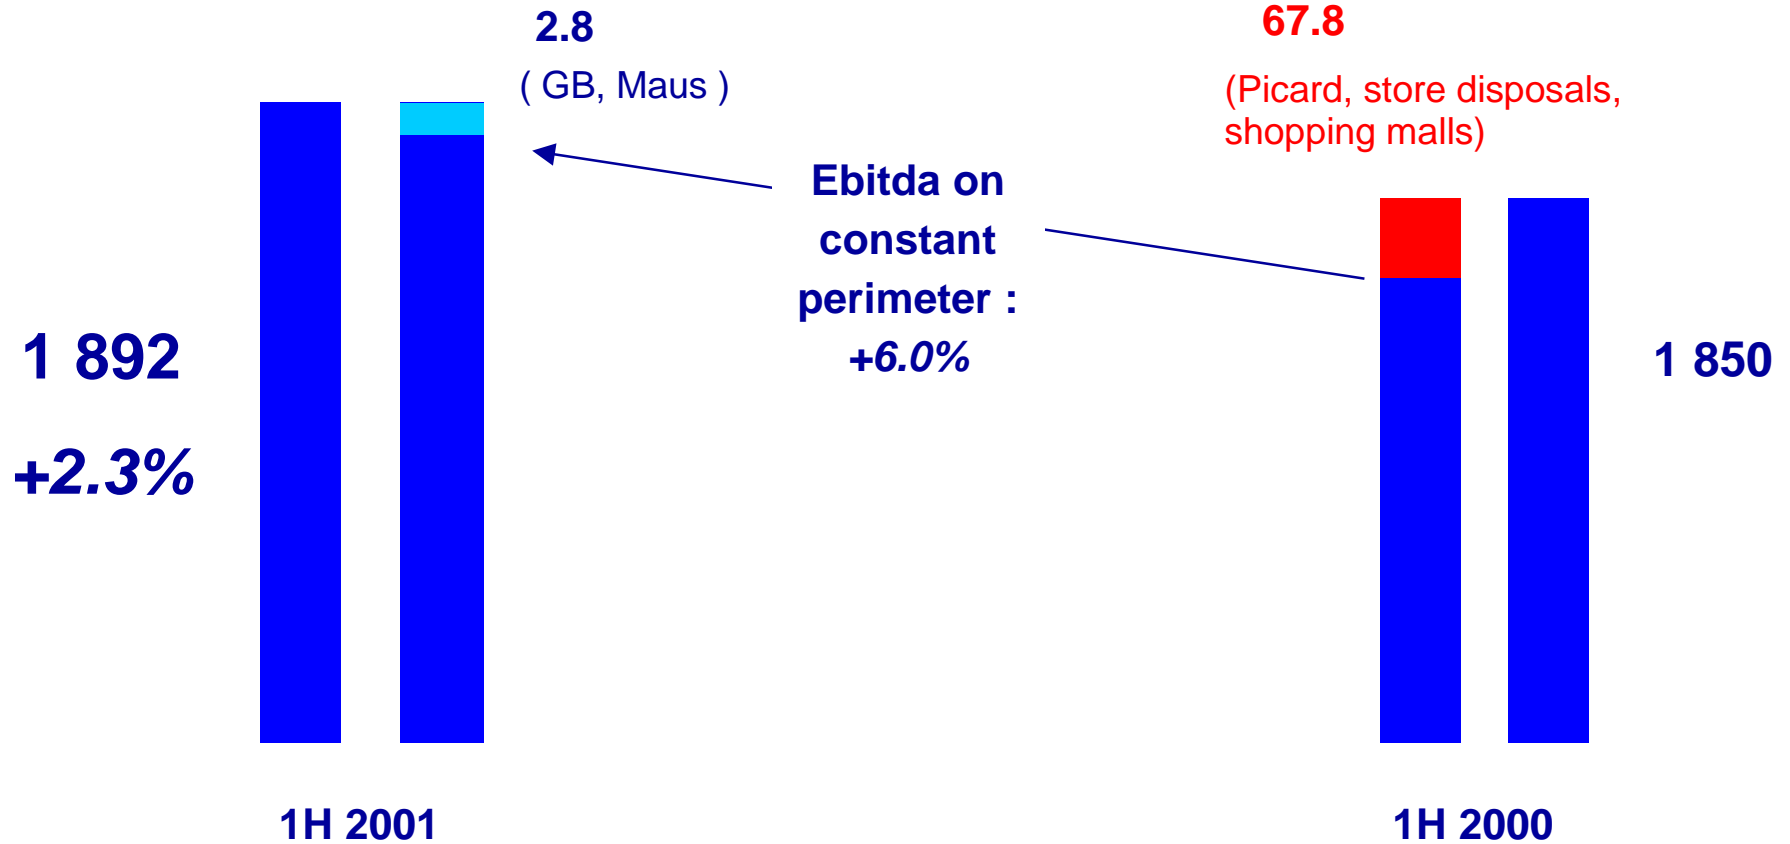 2.8
( GB, Maus )
67.8
(Picard, store disposals,
shopping malls)
Ebitda on
constant
perimeter :
+6.0%
1 892
+2.3%
1 850
1H 2001
1H 2000